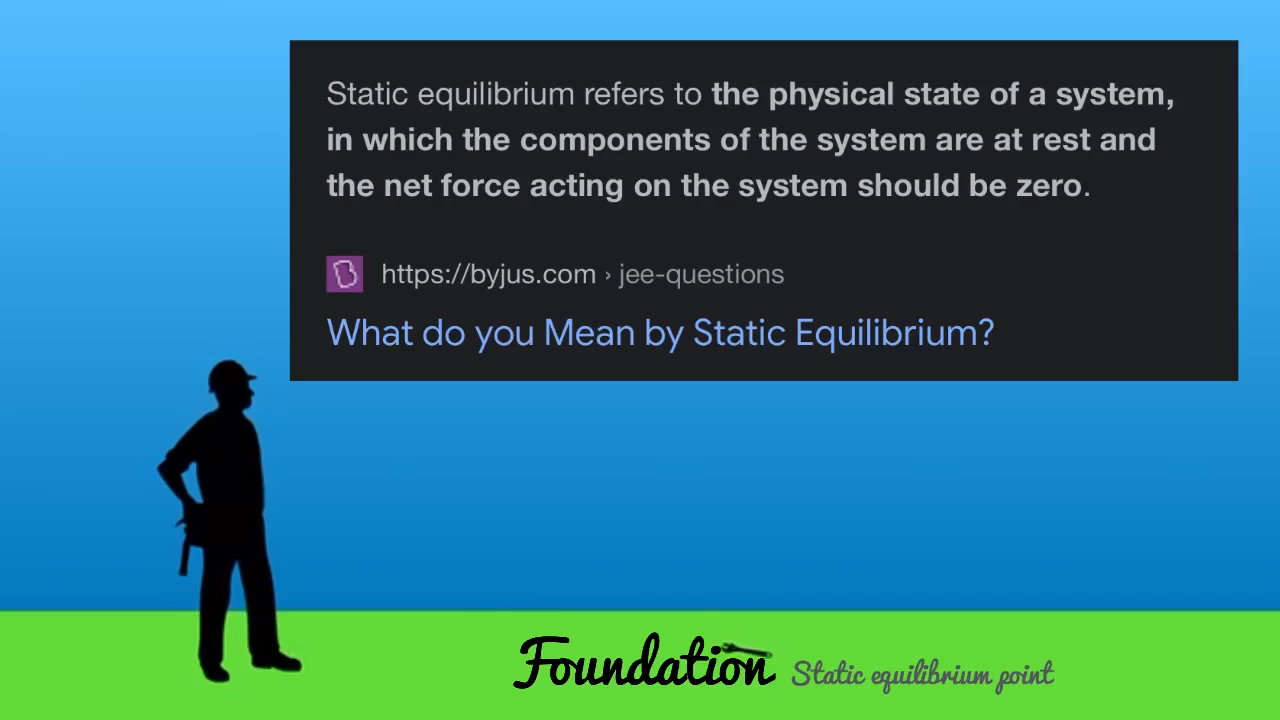 Static equilibrium refers to the physical state of a system,
in which the components of the system are at rest and
the net force acting on the system should be zero.
https://byjus.com › jee-questions
What do you Mean by Static Equilibrium?
Foundation Static equilibrium point